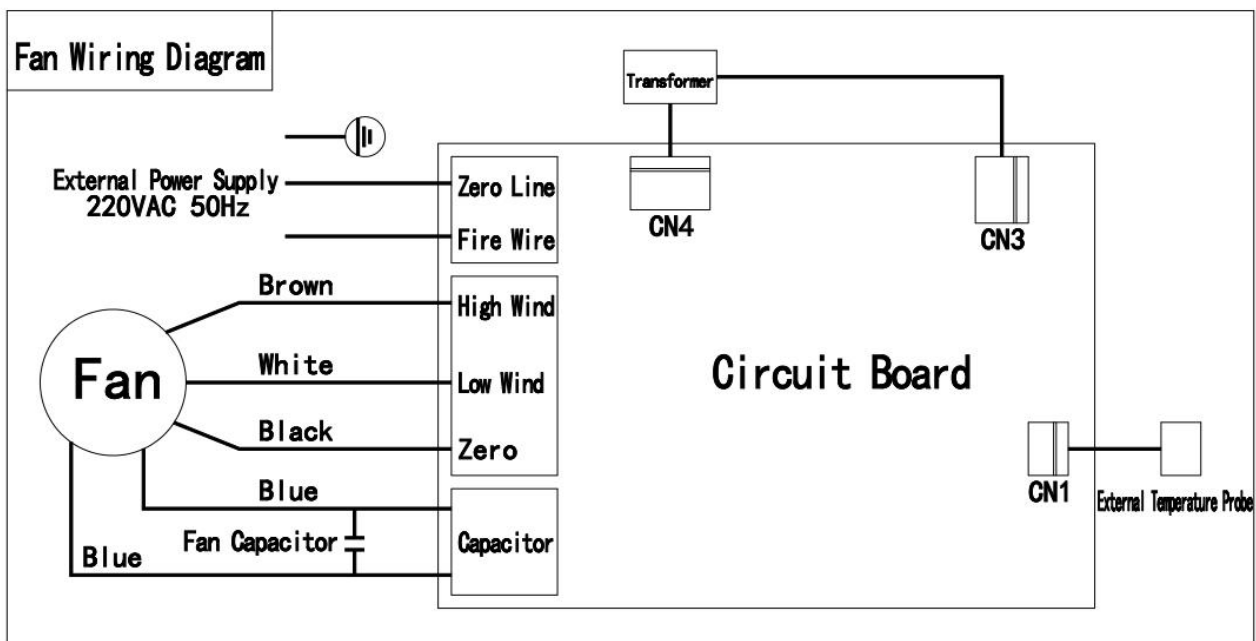 Fan Wiring Diagram
Transformer
External Power Supply
220VAC 50Hz
Zero Line
Fire Wire
CN4
CN3
Brown
High Wind
Fan
White
Low Wind
Circuit Board
Black
Zero
Blue
CN1
External Temperature Probe
Fan Capacitor
Capacitor
Blue